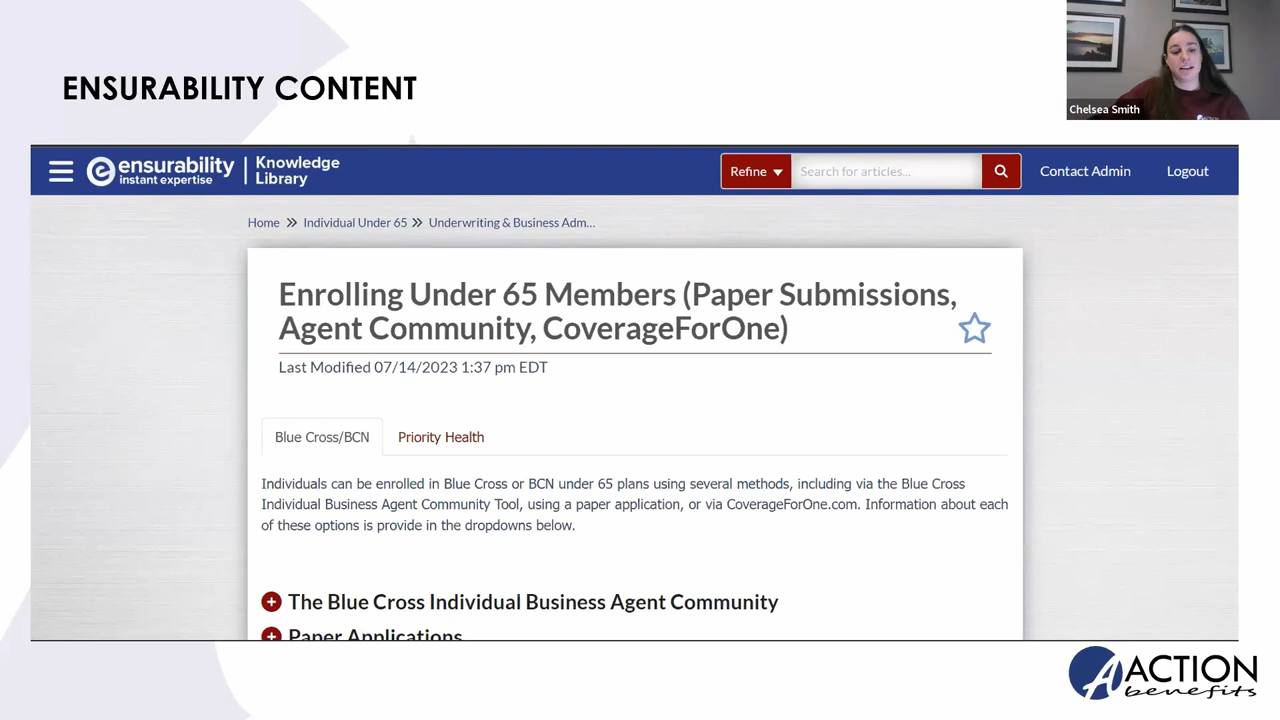 ENSURABILITY CONTENT
Chelsea Smith
ensurability
instant expertise
Knowledge
Library
Refine
Search for articles...
Contact Admin
Logout
Home » Individual Under 65 » Underwriting & Business Adm...
Enrolling Under 65 Members (Paper Submissions,
Agent Community, CoverageForOne)
Last Modified 07/14/2023 1:37 pm EDT
Blue Cross/BCN
Priority Health
Individuals can be enrolled in Blue Cross or BCN under 65 plans using several methods, including via the Blue Cross
Individual Business Agent Community Tool, using a paper application, or via CoverageForOne.com. Information about each
of these options is provide in the dropdowns below.
The Blue Cross Individual Business Agent Community
Paper Applications
A ACTION
benefits